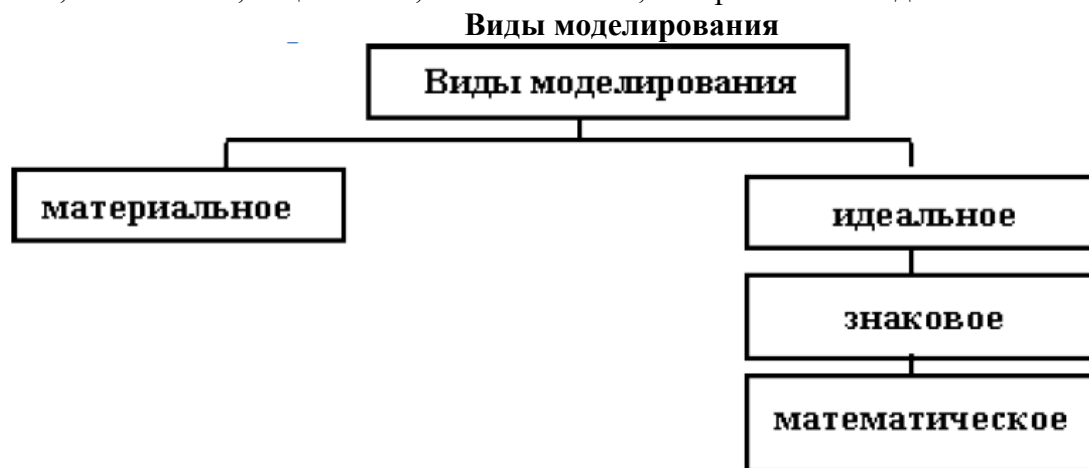 Виды моделирования
Виды моделирования
материальное
идеальное
знаковое
математическое